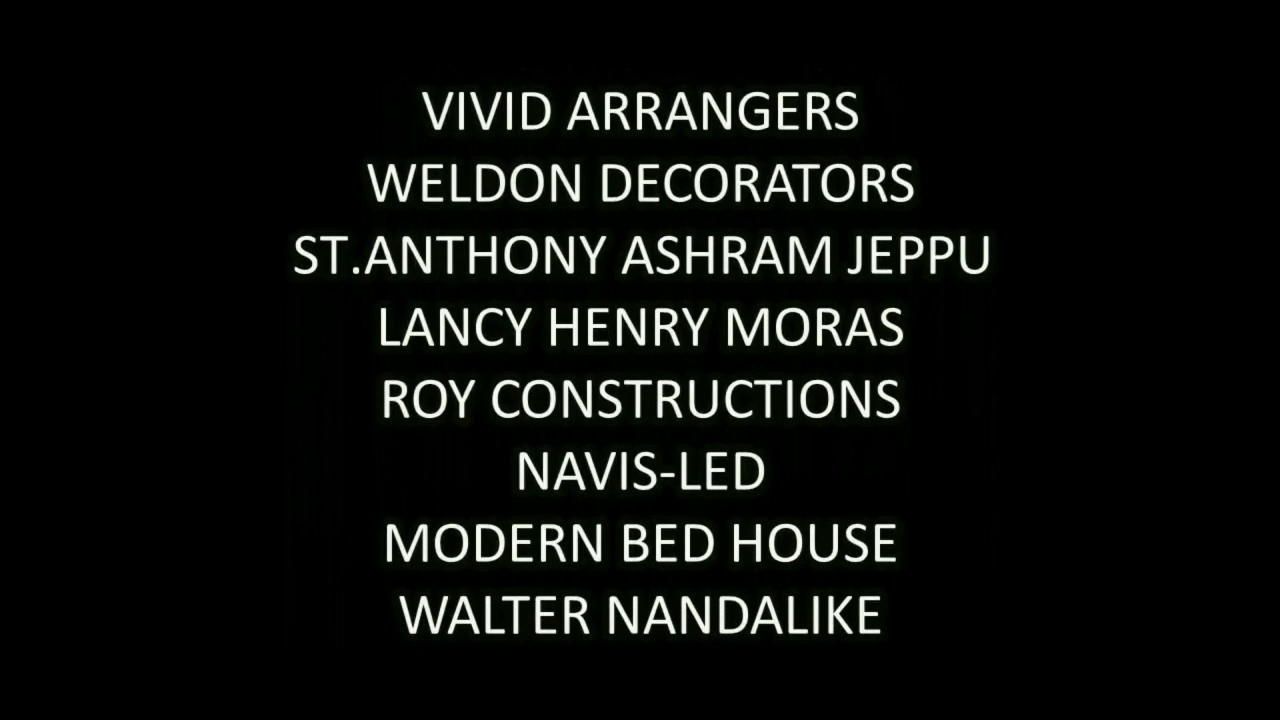 VIVID ARRANGERS
WELDON DECORATORS
ST.ANTHONY ASHRAM JEPPU
LANCY HENRY MORAS
ROY CONSTRUCTIONS
NAVIS-LED
MODERN BED HOUSE
WALTER NANDALIKE